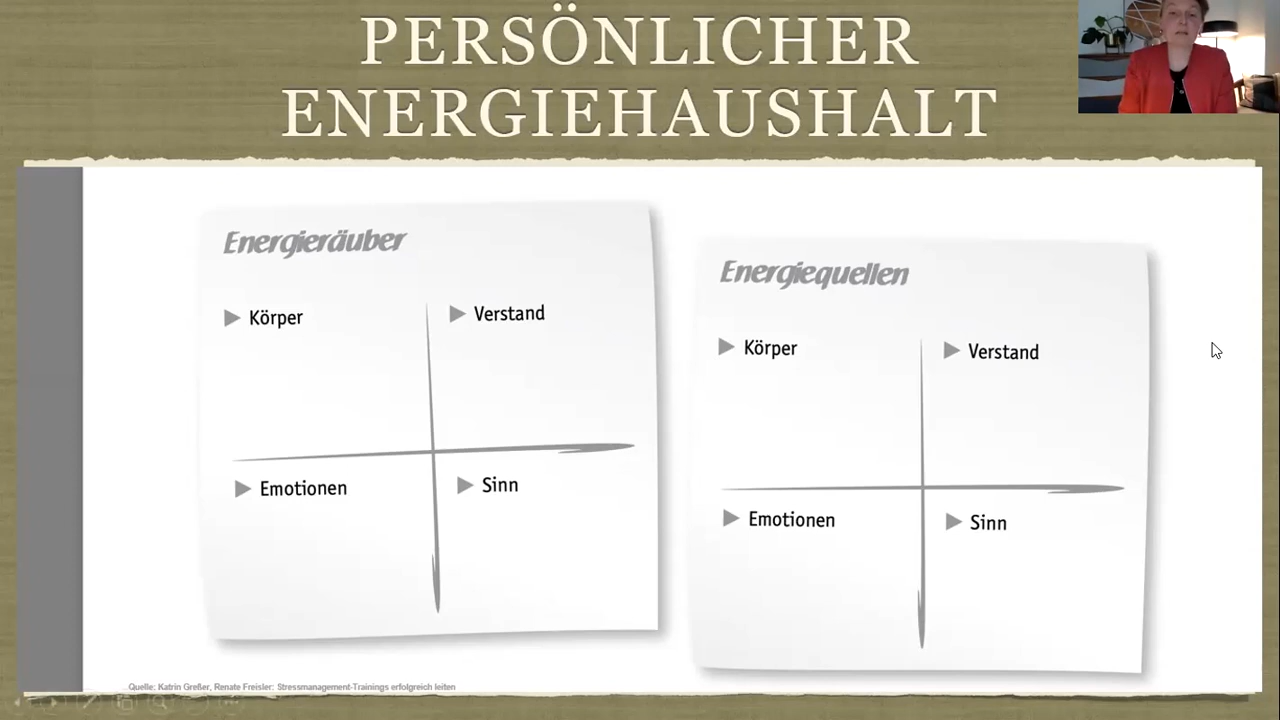 PERSÖNLICHER
ENERGIEHAUSHALT
Energieräuber
Körper
Verstand
Emotionen
Sinn
Energiequellen
Körper
Verstand
Emotionen
Sinn
Quelle: Katrin Greßer, Renate Freisler: Stressmanagement-Trainings erfolgreich leiten